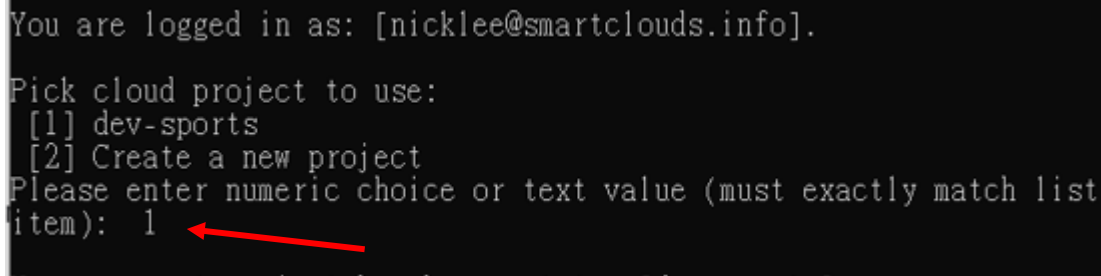 You are logged in as: [nicklee@smartclouds.info].
Pick cloud project to use:
[1] dev-sports
[2] Create a new project
Please enter numeric choice or text value (must exactly match list
item): 1